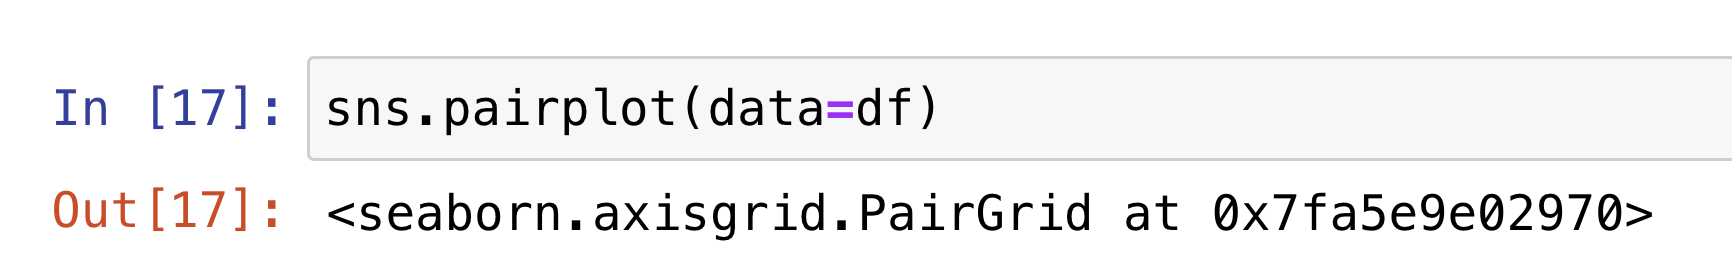 In [17]: sns.pairplot(data=df)
Out[17]: <seaborn.axisgrid.PairGrid at 0x7fa5e9e02970>